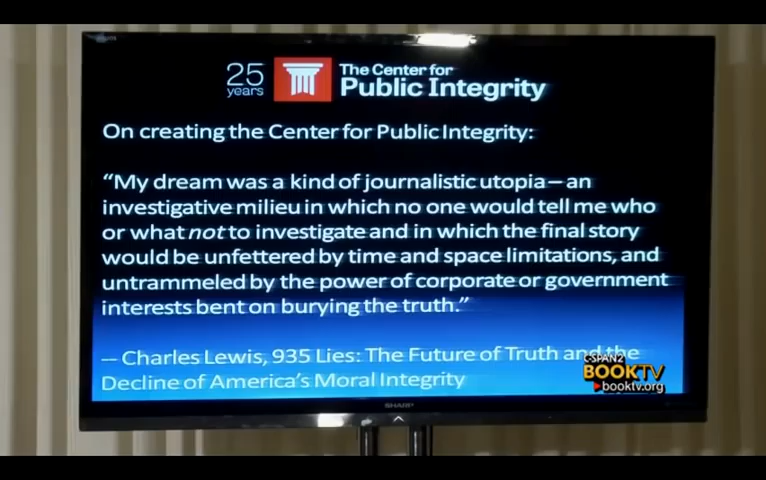 25
years
The Center for
Public Integrity
On creating the Center for Public Integrity:
“My dream was a kind of journalistic utopia – an
investigative milieu in which no one would tell me who
or what not to investigate and in which the final story
would be unfettered by time and space limitations, and
untrammeled by the power of corporate or government
interests bent on burying the truth.”
-- Charles Lewis, 935 Lies: The Future of Truth and the
Decline of America’s Moral Integrity
C-SPAN2
BOOKTV
booktv.org
SHARP